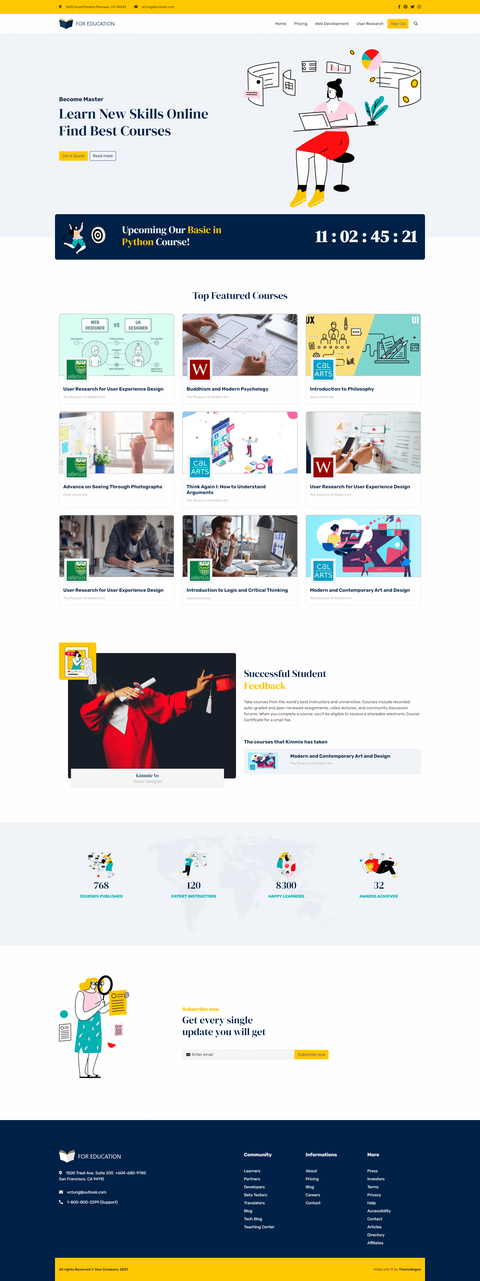 1600 Amphitheatre Parkway, CA 94043
vctung@outlook.com
FOR EDUCATION
Home
Pricing
Web Development
User Research
Sign Up
Become Master
Learn New Skills Online
Find Best Courses
Get A Quote
Read more
Upcoming Our Basic in
Python Course!
11 : 02 : 45 : 21
Top Featured Courses
WEB
DESIGNER
VS
UX
DESIGNER
User Research for User Experience Design
The Museum of Modern Art
W
Buddhism and Modern Psychology
The Museum of Modern Art
UX
UI
CAL
ARTS
Introduction to Philosophy
Duke University
Advance on Seeing Through Photographs
Duke University
CAL
ARTS
Think Again I: How to Understand
Arguments
The Museum of Modern Art
W
User Research for User Experience Design
The Museum of Modern Art
User Research for User Experience Design
The Museum of Modern Art
Introduction to Logic and Critical Thinking
Duke University
CAL
ARTS
Modern and Contemporary Art and Design
The Museum of Modern Art
Successful Student
Feedback
Take courses from the world's best instructors and universities. Courses include recorded
auto-graded and peer-reviewed assignments, video lectures, and community discussion
forums. When you complete a course, you'll be eligible to receive a shareable electronic Course
Certificate for a small fee.
The courses that Kimmie has taken
Modern and Contemporary Art and Design
The Museum of Modern Art
Kimmie Vo
768
COURSES PUBLISHED
120
EXPERT INSTRUCTORS
8300
HAPPY LEARNERS
32
AWARDS ACHIEVED
Subscribe now
Get every single
update you will get
Enter email
Subscribe now
FOR EDUCATION
1500 Treat Ave, Suite 200 +604-680-9785
San Francisco, CA 94110
vctung@outlook.com
1-800-800-2299 (Support)
Community
Learners
Partners
Developers
Beta Testers
Translators
Blog
Tech Blog
Teaching Center
Informations
About
Pricing
Blog
Careers
Contact
More
Press
Investors
Terms
Privacy
Help
Accessibility
Contact
Articles
Directory
Affiliates
All rights Reserved © Your Company, 2021
Made with by Themewagon